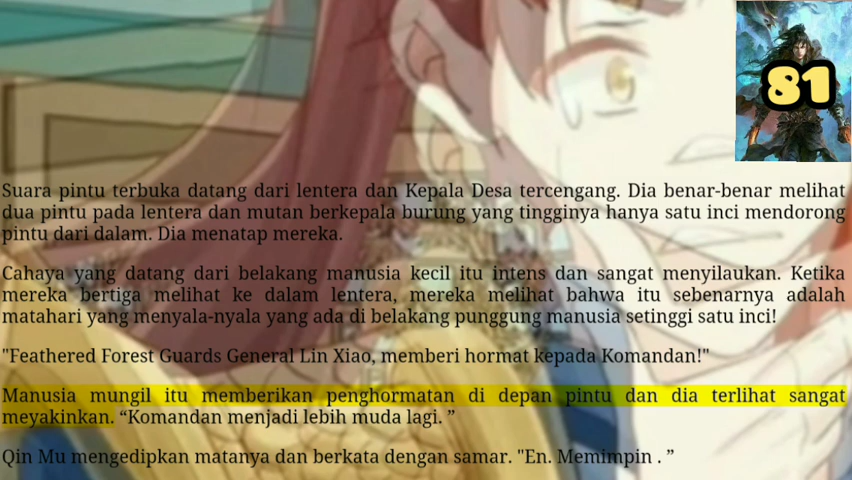 81
Suara pintu terbuka datang dari lentera dan Kepala Desa tercengang. Dia benar-benar melihat
dua pintu pada lentera dan mutan berkepala burung yang tingginya hanya satu inci mendorong
pintu dari dalam. Dia menatap mereka.
Cahaya yang datang dari belakang manusia kecil itu intens dan sangat menyilaukan. Ketika
mereka bertiga melihat ke dalam lentera, mereka melihat bahwa itu sebenarnya adalah
matahari yang menyala-nyala yang ada di belakang punggung manusia setinggi satu inci!
"Feathered Forest Guards General Lin Xiao, memberi hormat kepada Komandan!"
Manusia mungil itu memberikan penghormatan di depan pintu dan dia terlihat sangat
meyakinkan. “Komandan menjadi lebih muda lagi. ”
Qin Mu mengedipkan matanya dan berkata dengan samar. "En. Memimpin . ”